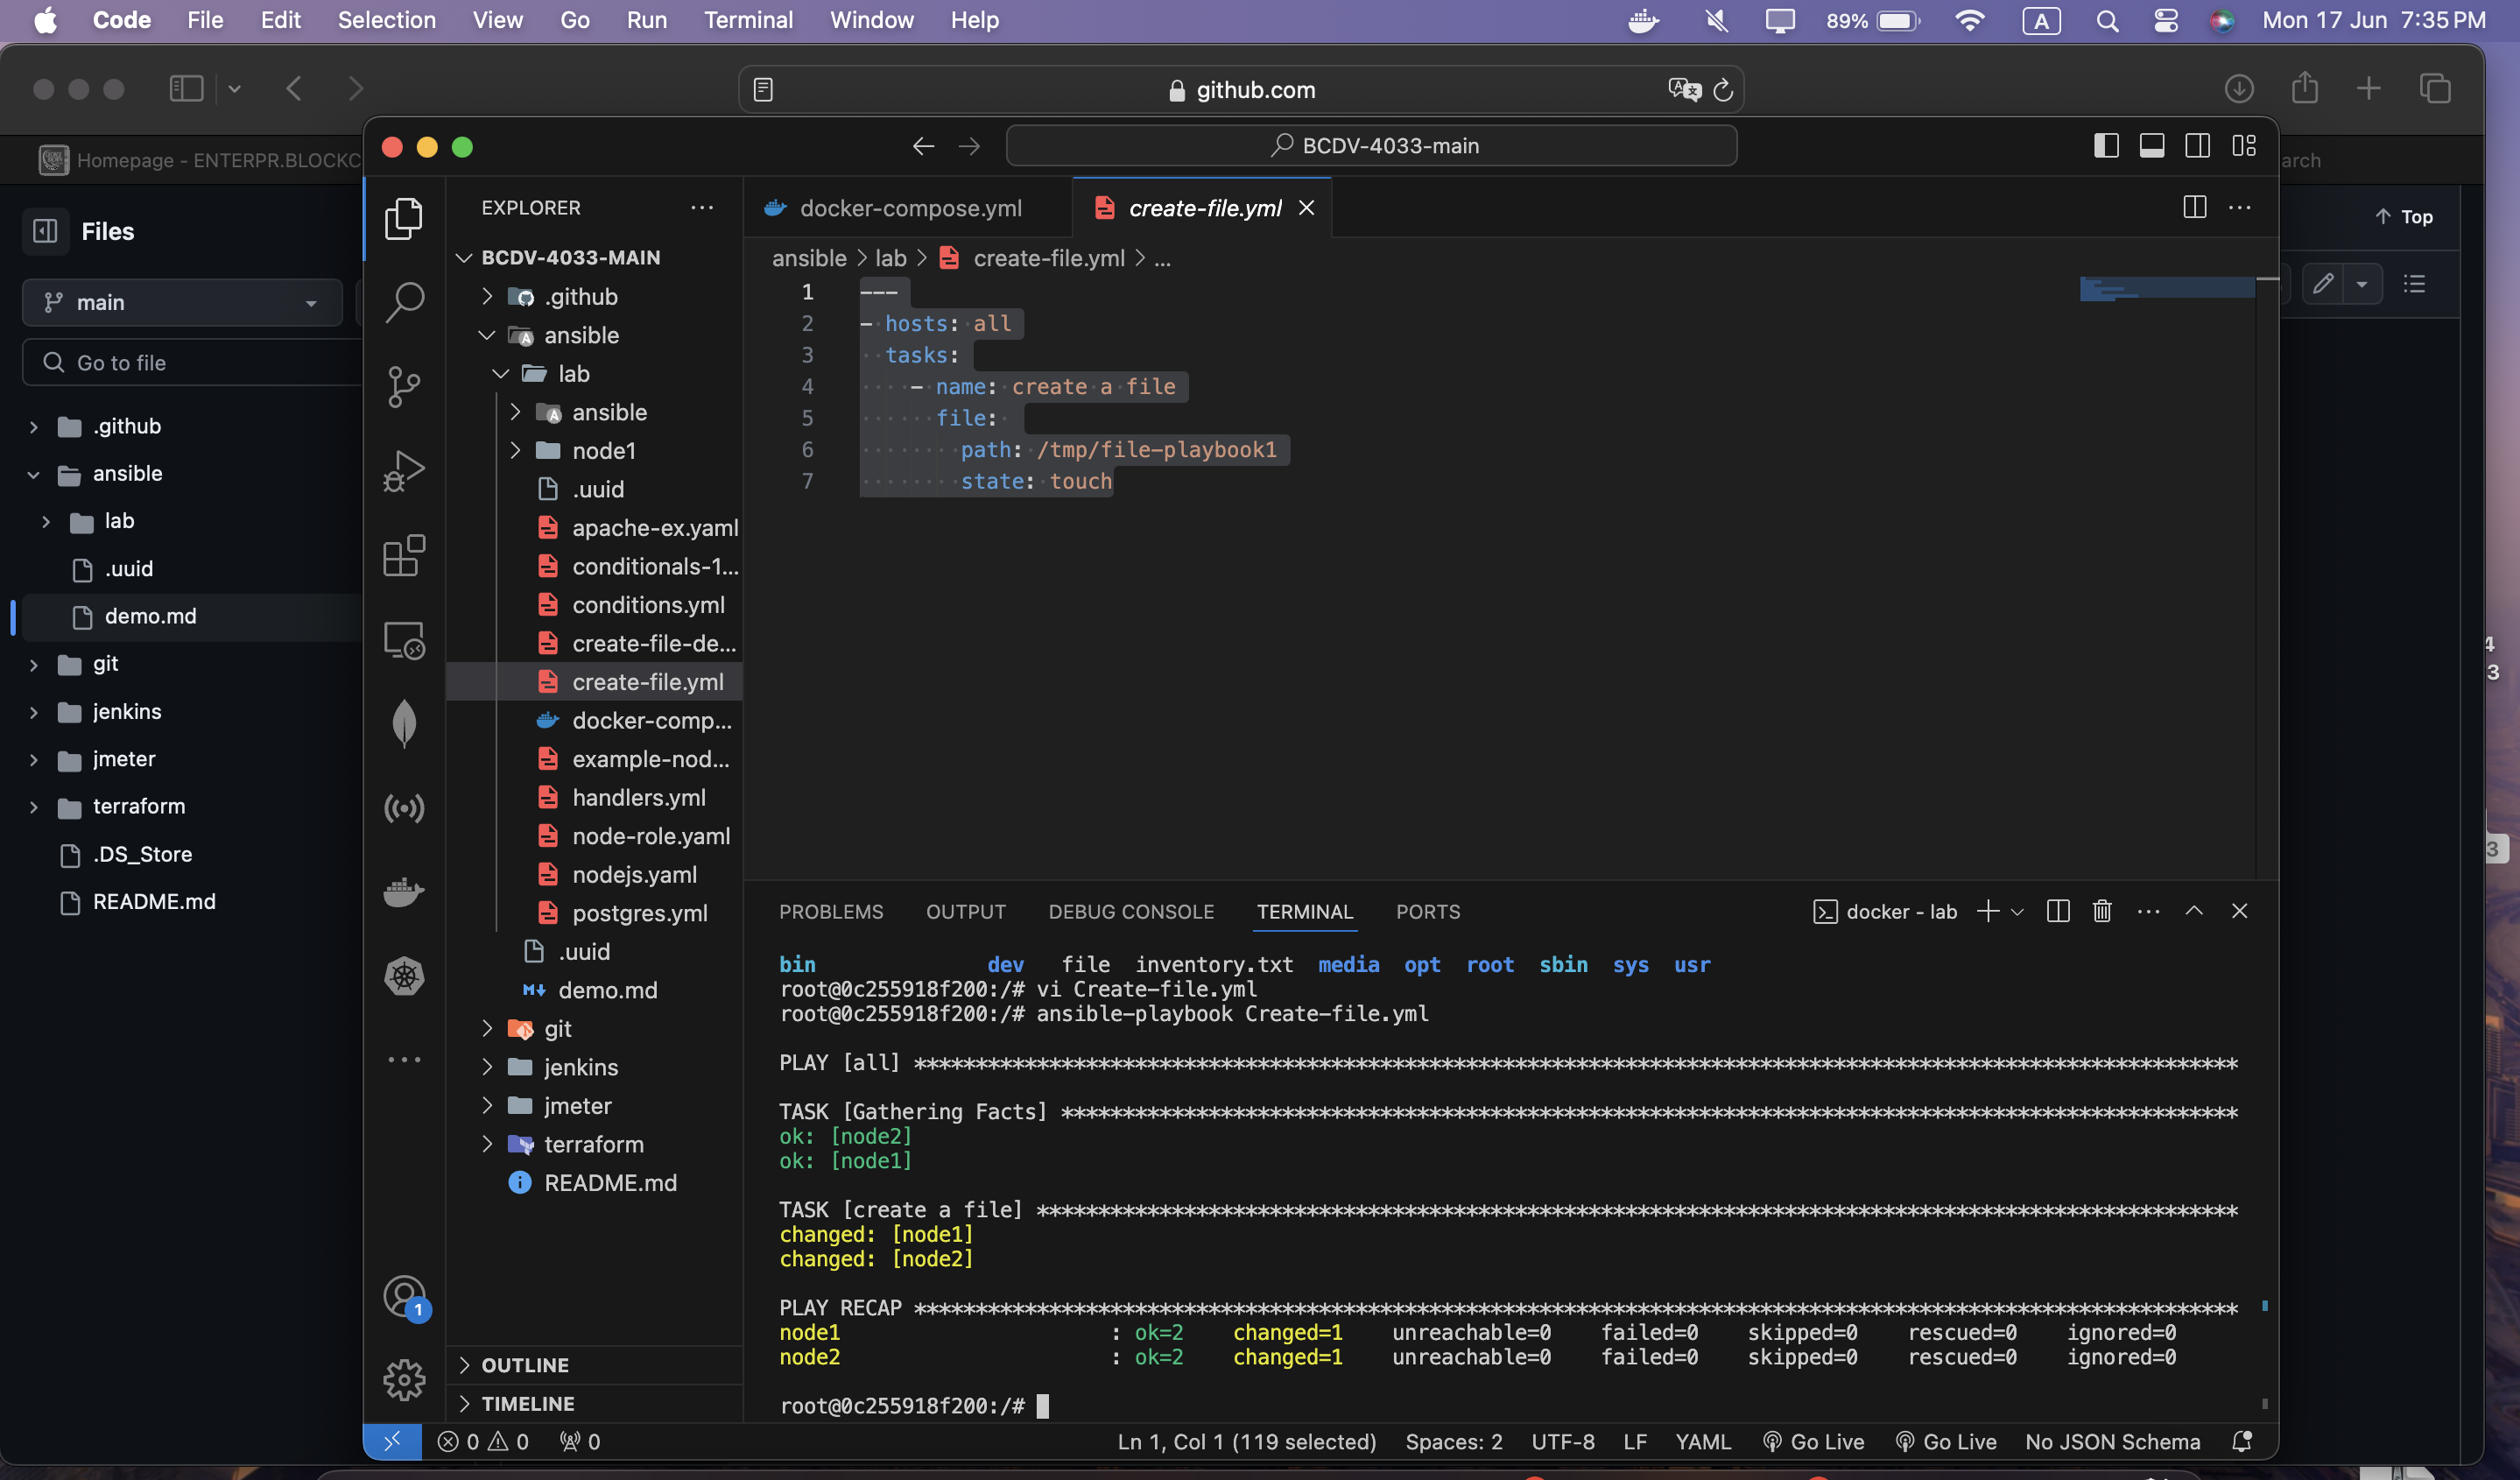 Code File Edit Selection View Go Run Terminal Window Help 89% A Mon 17 Jun 7:35 PM
github.com
Homepage - ENTERPR.BLOCKC
arch
Files
main
Go to file
.github
ansible
lab
.uuid
demo.md
git
jenkins
jmeter
terraform
.DS_Store
README.md
Top
BCDV-4033-main
EXPLORER
BCDV-4033-MAIN
.github
ansible
lab
ansible
node1
.uuid
apache-ex.yaml
conditionals-1...
conditions.yml
create-file-de...
create-file.yml
docker-comp...
example-nod...
handlers.yml
node-role.yaml
nodejs.yaml
postgres.yml
.uuid
demo.md
git
jenkins
jmeter
terraform
README.md
OUTLINE
TIMELINE
1
docker-compose.yml
create-file.yml
ansible > lab > create-file.yml > ...
1 ---
2 - hosts: all
3 tasks:
4 - name: create a file
5 file:
6 path: /tmp/file-playbook1
7 state: touch
PROBLEMS OUTPUT DEBUG CONSOLE TERMINAL PORTS
docker - lab
bin dev file inventory.txt media opt root sbin sys usr
root@0c255918f200:/# vi Create-file.yml
root@0c255918f200:/# ansible-playbook Create-file.yml
PLAY [all] ************************************************************************************************************
TASK [Gathering Facts] ************************************************************************************************
ok: [node2]
ok: [node1]
TASK [create a file] **************************************************************************************************
changed: [node1]
changed: [node2]
PLAY RECAP ************************************************************************************************************
node1 : ok=2 changed=1 unreachable=0 failed=0 skipped=0 rescued=0 ignored=0
node2 : ok=2 changed=1 unreachable=0 failed=0 skipped=0 rescued=0 ignored=0
root@0c255918f200:/#
0 0 0 Ln 1, Col 1 (119 selected) Spaces: 2 UTF-8 LF YAML Go Live Go Live No JSON Schema
4
3
3